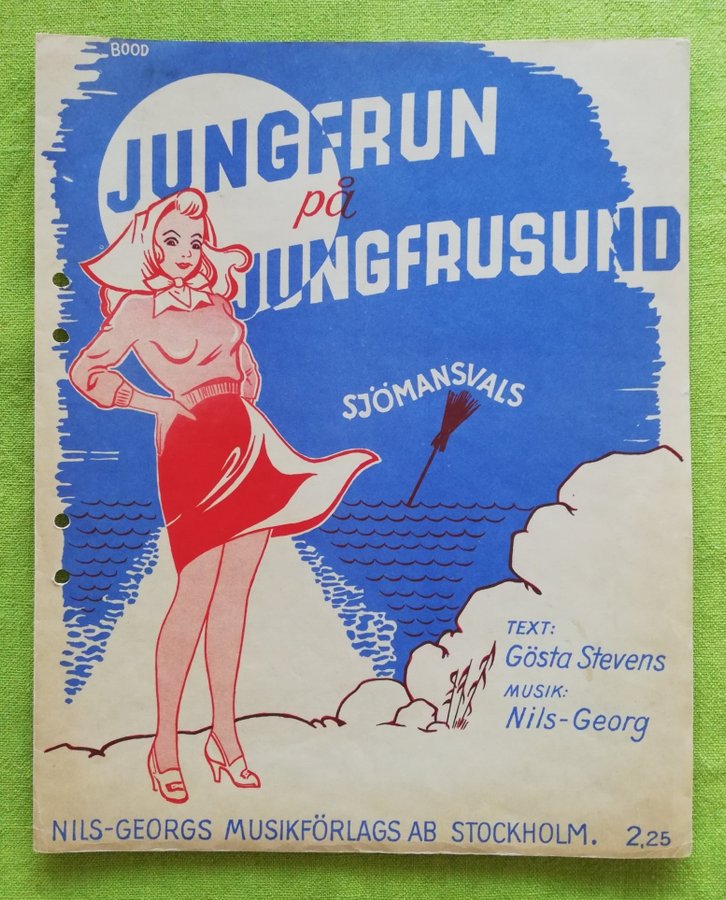 BOOD
JUNGFRUN
på
JUNGFRUSUND
SJÖMANSVALS
TEXT:
Gösta Stevens
MUSIK:
Nils-Georg
NILS-GEORGS MUSIKFÖRLAGS AB STOCKHOLM. 2,25